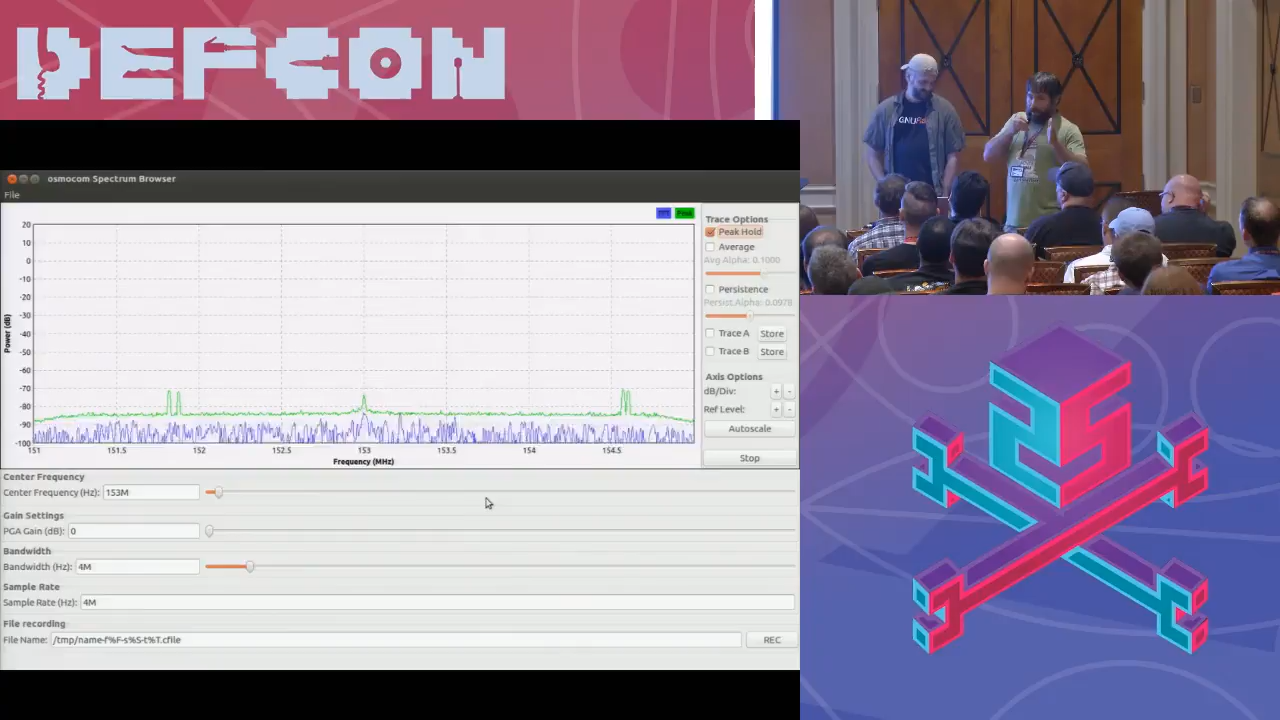 DEFCON
GNU
osmocom Spectrum Browser
File
FFT
Peak
20
10
0
-10
-20
-30
-40
-50
-60
-70
-80
-90
-100
Power (dB)
151
151.5
152
152.5
153
153.5
154
154.5
Frequency (MHz)
Trace Options
Peak Hold
Average
Avg Alpha: 0.1000
Persistence
Persist Alpha: 0.0978
Trace A Store
Trace B Store
Axis Options
dB/Div: + -
Ref Level: + -
Autoscale
Stop
Center Frequency
Center Frequency (Hz): 153M
Gain Settings
PGA Gain (dB): 0
Bandwidth
Bandwidth (Hz): 4M
Sample Rate
Sample Rate (Hz): 4M
File recording
File Name: /tmp/name-f%F-s%S-t%T.cfile REC
25